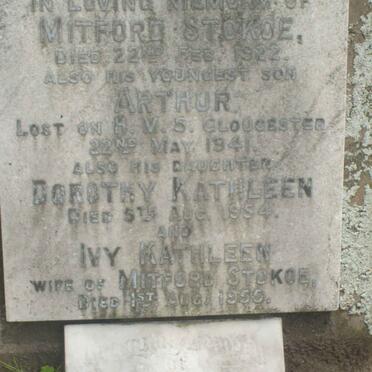 IN LOVING MEMORY OF
MITFORD STOKOE,
DIED 22ND FEB. 1922.
ALSO HIS YOUNGEST SON
ARTHUR,
LOST ON H.M.S. GLOUCESTER
22ND MAY, 1941.
ALSO HIS DAUGHTER
DOROTHY KATHLEEN
DIED 5TH AUG. 1954.
AND
IVY KATHLEEN
WIFE OF MITFORD STOKOE,
DIED 1ST AUG. 1955.